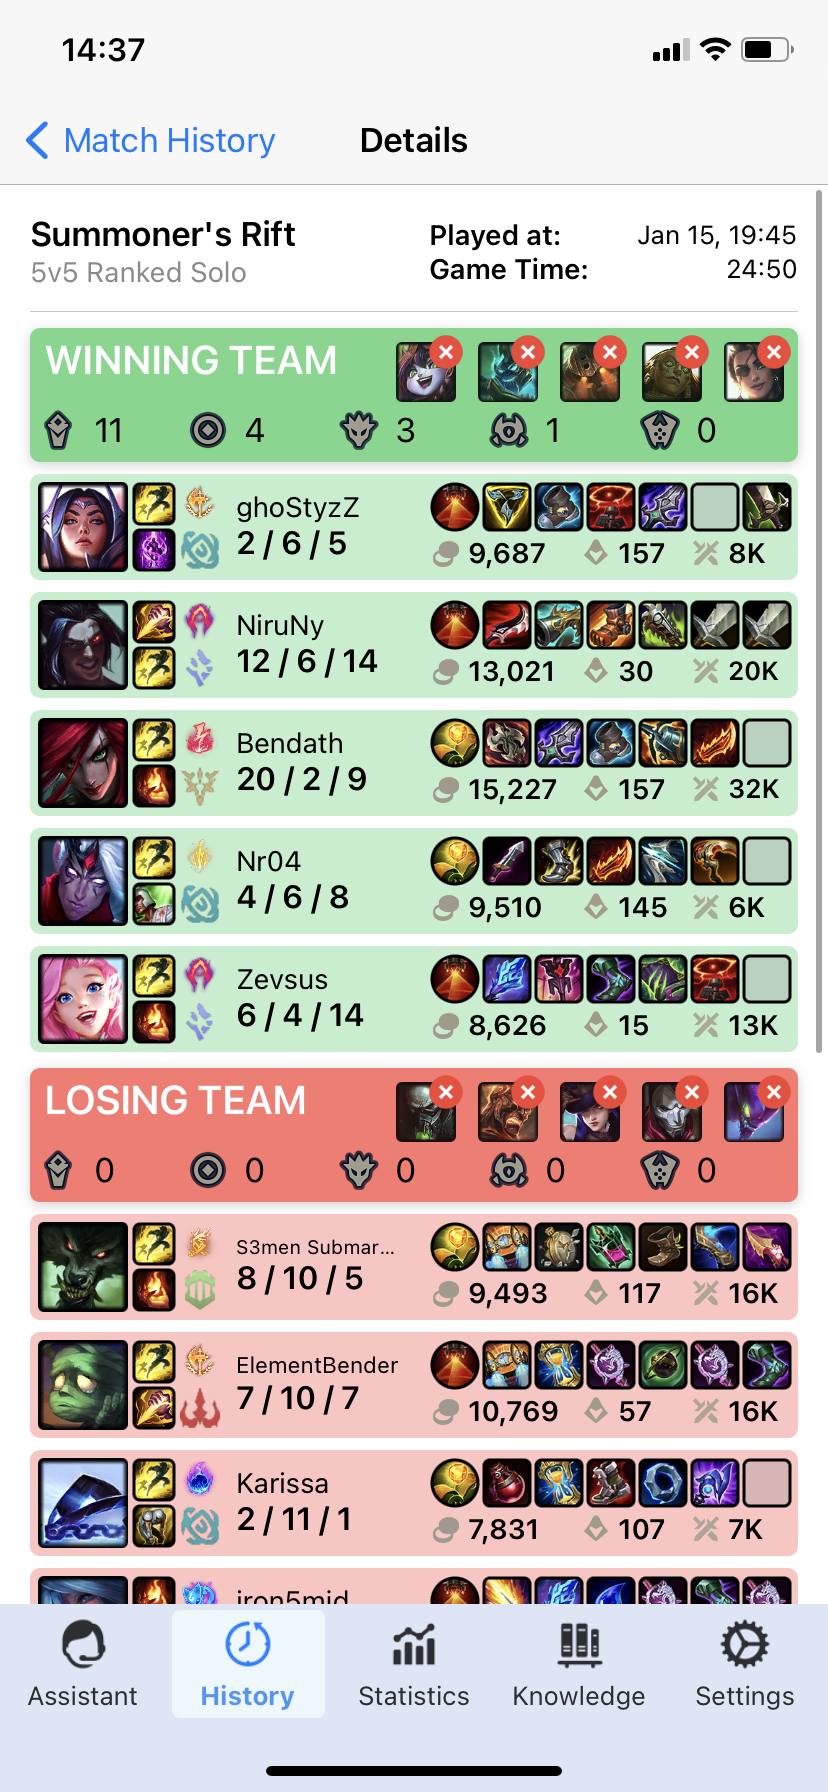 14:37
Match History
Details
Summoner's Rift
5v5 Ranked Solo
Played at: Jan 15, 19:45
Game Time: 24:50
WINNING TEAM
11 4 3 1 0
ghoStyzZ
2 / 6 / 5
9,687 157 8K
NiruNy
12 / 6 / 14
13,021 30 20K
Bendath
20 / 2 / 9
15,227 157 32K
Nr04
4 / 6 / 8
9,510 145 6K
Zevsus
6 / 4 / 14
8,626 15 13K
LOSING TEAM
0 0 0 0 0
S3men Submar...
8 / 10 / 5
9,493 117 16K
ElementBender
7 / 10 / 7
10,769 57 16K
Karissa
2 / 11 / 1
7,831 107 7K
iron5mid
Assistant
History
Statistics
Knowledge
Settings